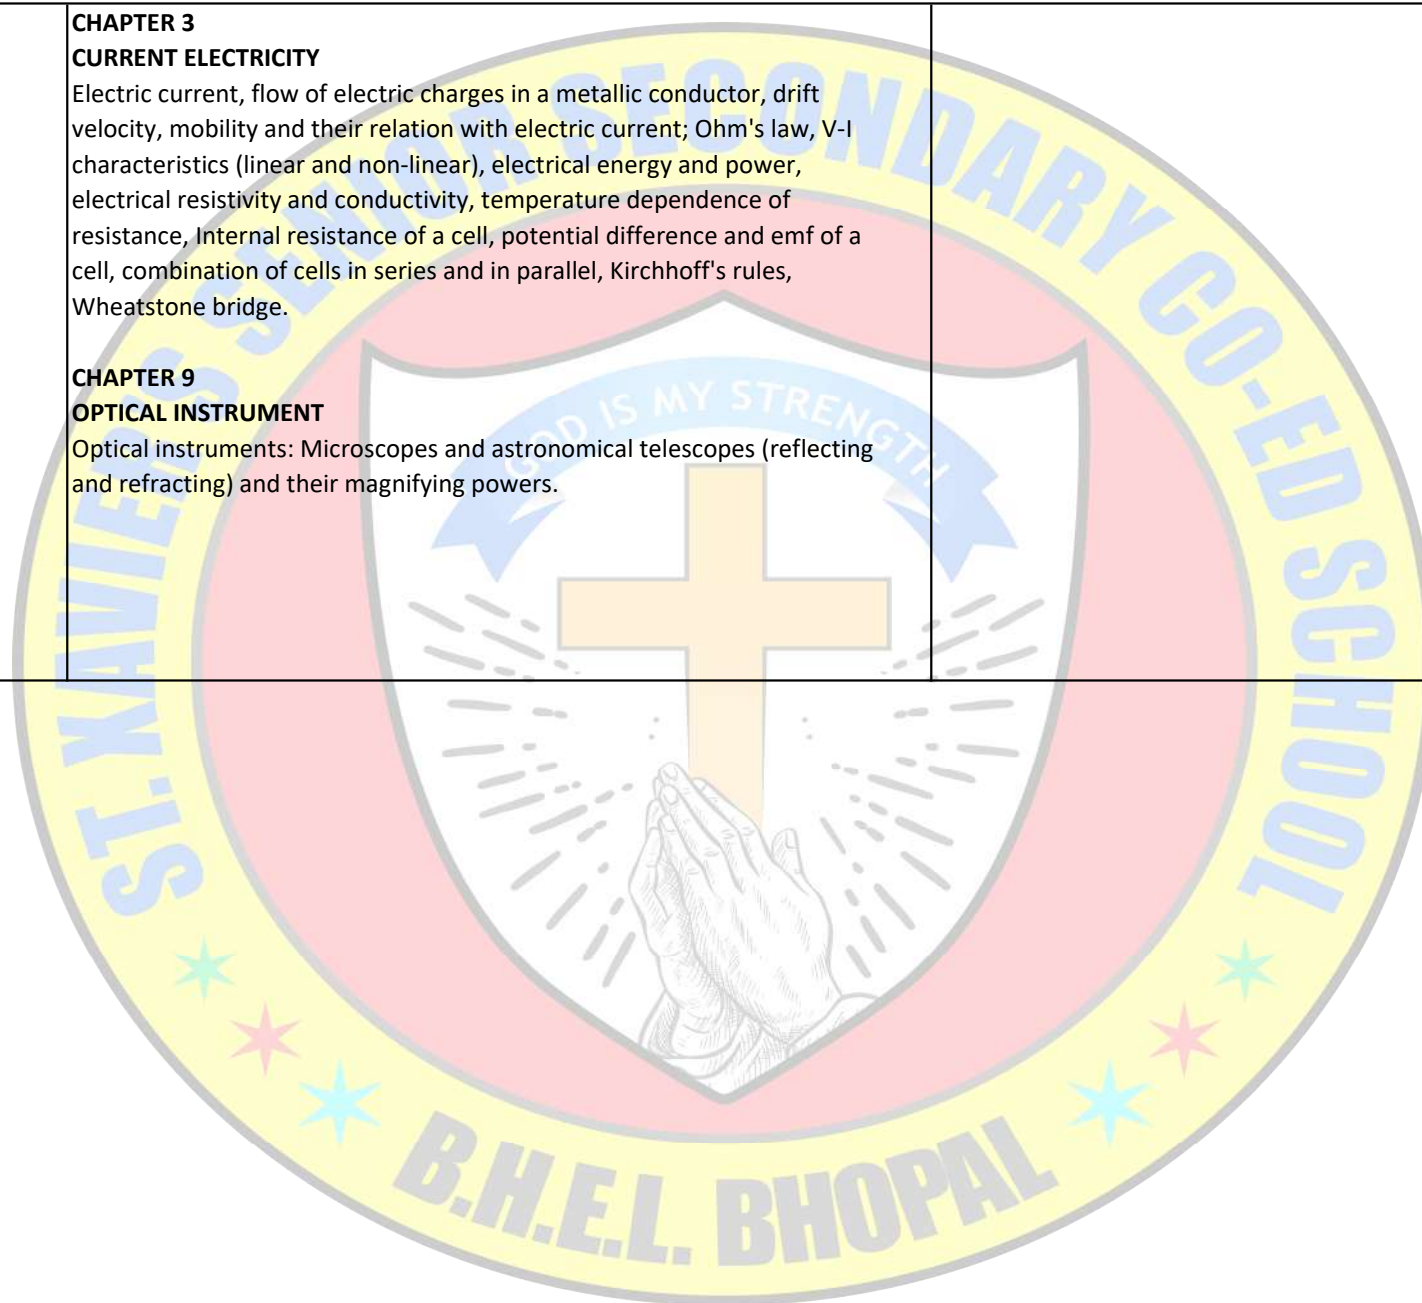 CHAPTER 3
CURRENT ELECTRICITY
Electric current, flow of electric charges in a metallic conductor, drift
velocity, mobility and their relation with electric current; Ohm's law, V-I
characteristics (linear and non-linear), electrical energy and power,
electrical resistivity and conductivity, temperature dependence of
resistance, Internal resistance of a cell, potential difference and emf of a
cell, combination of cells in series and in parallel, Kirchhoff's rules,
Wheatstone bridge.
CHAPTER 9
OPTICAL INSTRUMENT
Optical instruments: Microscopes and astronomical telescopes (reflecting
and refracting) and their magnifying powers.
ST. XAVIER'S SENIOR SECONDARY CO-ED SCHOOL
GOD IS MY STRENGTH
B.H.E.L. BHOPAL